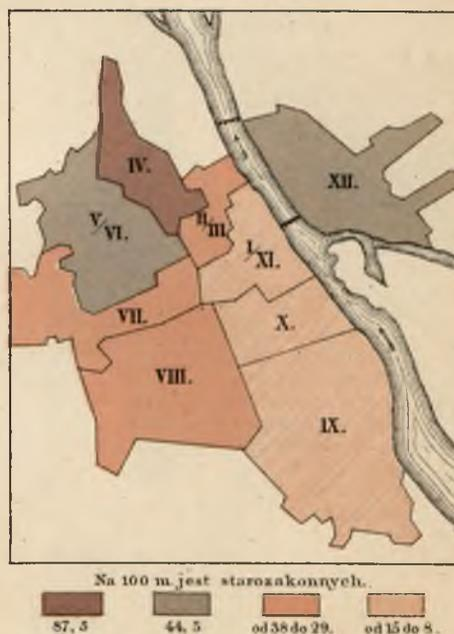 IV.
XII.
V/VI.
II/III.
I/XI.
VII.
X.
VIII.
IX.
Na 100 m. jest starozakonnych.
87, 5 44, 5 od 38 do 29. od 15 do 8.